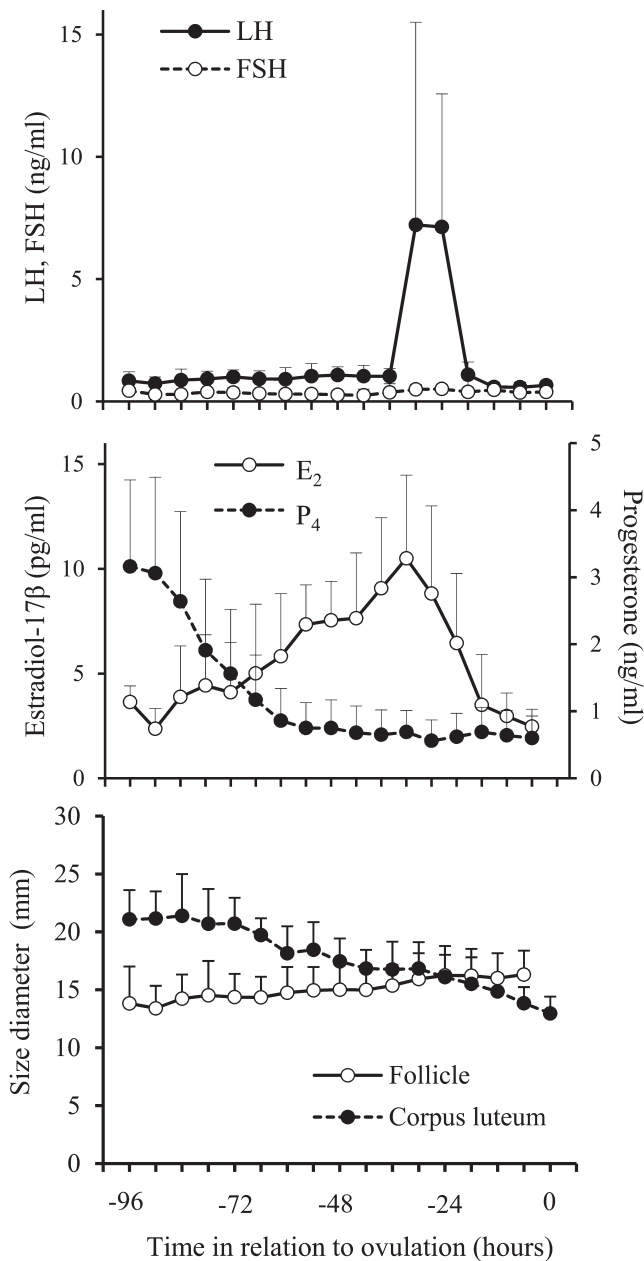 15
10
5
0
LH, FSH (ng/ml)
LH
FSH
15
10
5
0
Estradiol-17β (pg/ml)
E2
P4
5
4
3
2
1
0
Progesterone (ng/ml)
30
25
20
15
10
5
0
Size diameter (mm)
Follicle
Corpus luteum
-96 -72 -48 -24 0
Time in relation to ovulation (hours)